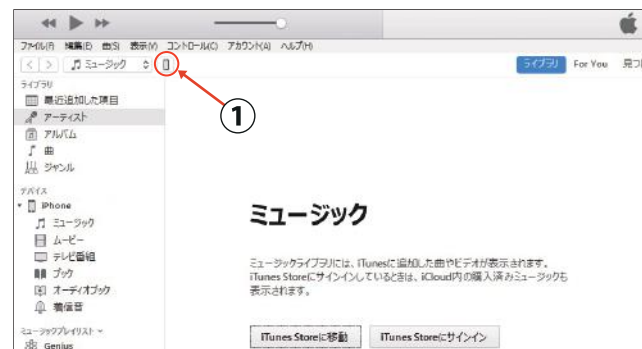 ファイル(F) 編集(E) 曲(S) 表示(V) コントロール(C) アカウント(A) ヘルプ(H)
ミュージック
ライブラリ For You 見つ
①
ライブラリ
最近追加した項目
アーティスト
アルバム
曲
ジャンル
デバイス
iPhone
ミュージック
ムービー
テレビ番組
ブック
オーディオブック
着信音
ミュージックプレイリスト
Genius
ミュージック
ミュージックライブラリには、iTunesに追加した曲やビデオが表示されます。
iTunes Storeにサインインしているときは、iCloud内の購入済みミュージックも
表示されます。
iTunes Storeに移動 iTunes Storeにサインイン